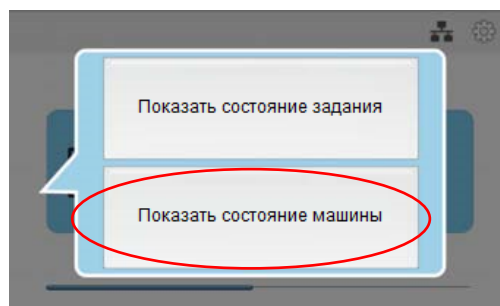 Показать состояние задания
Показать состояние машины